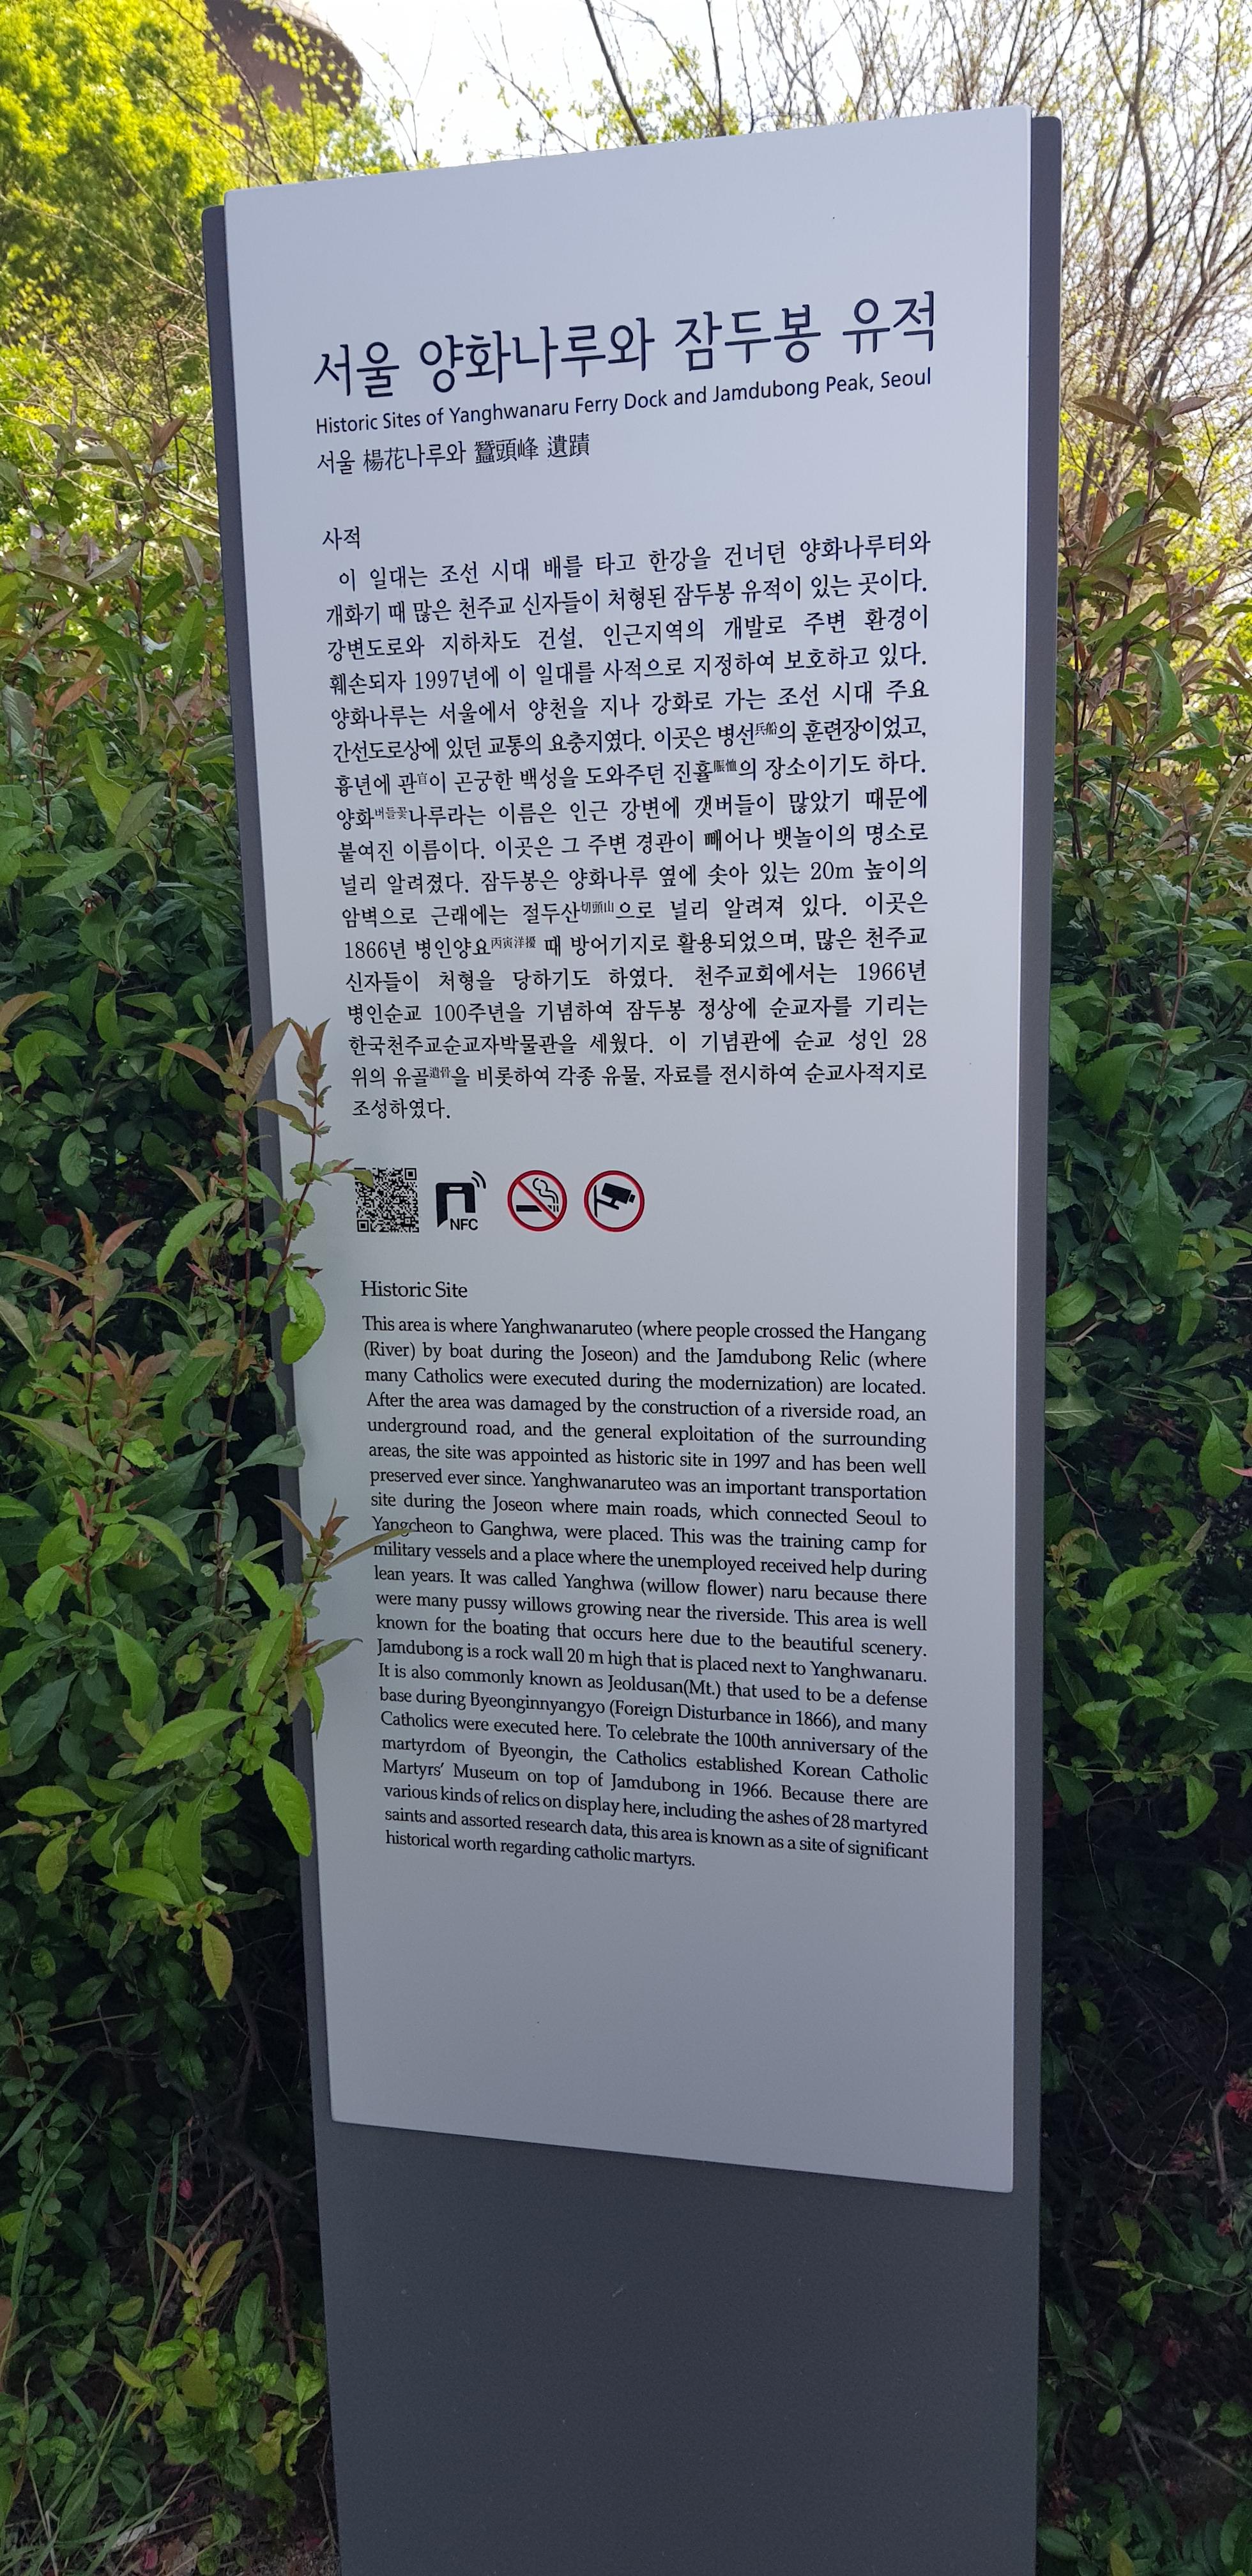 서울 양화나루와 잠두봉 유적
Historic Sites of Yanghwanaru Ferry Dock and Jamdubong Peak, Seoul
서울 楊花나루와 蠶頭峰 遺蹟
사적
이 일대는 조선 시대 배를 타고 한강을 건너던 양화나루터와
개화기 때 많은 천주교 신자들이 처형된 잠두봉 유적이 있는 곳이다.
강변도로와 지하차도 건설, 인근지역의 개발로 주변 환경이
훼손되자 1997년에 이 일대를 사적으로 지정하여 보호하고 있다.
양화나루는 서울에서 양천을 지나 강화로 가는 조선 시대 주요
간선도로상에 있던 교통의 요충지였다. 이곳은 병선兵船의 훈련장이었고,
흉년에 관官이 곤궁한 백성을 도와주던 진휼賑恤의 장소이기도 하다.
양화버들꽃나루라는 이름은 인근 강변에 갯버들이 많았기 때문에
붙여진 이름이다. 이곳은 그 주변 경관이 빼어나 뱃놀이의 명소로
널리 알려졌다. 잠두봉은 양화나루 옆에 솟아 있는 20m 높이의
암벽으로 근래에는 절두산切頭山으로 널리 알려져 있다. 이곳은
1866년 병인양요丙寅洋擾 때 방어기지로 활용되었으며, 많은 천주교
신자들이 처형을 당하기도 하였다. 천주교회에서는 1966년
병인순교 100주년을 기념하여 잠두봉 정상에 순교자를 기리는
한국천주교순교자박물관을 세웠다. 이 기념관에 순교 성인 28
위의 유골遺骨을 비롯하여 각종 유물, 자료를 전시하여 순교사적지로
조성하였다.
NFC
Historic Site
This area is where Yanghwanaruteo (where people crossed the Hangang
(River) by boat during the Joseon) and the Jamdubong Relic (where
many Catholics were executed during the modernization) are located.
After the area was damaged by the construction of a riverside road, an
underground road, and the general exploitation of the surrounding
areas, the site was appointed as historic site in 1997 and has been well
preserved ever since. Yanghwanaruteo was an important transportation
site during the Joseon where main roads, which connected Seoul to
Yangcheon to Ganghwa, were placed. This was the training camp for
military vessels and a place where the unemployed received help during
lean years. It was called Yanghwa (willow flower) naru because there
were many pussy willows growing near the riverside. This area is well
known for the boating that occurs here due to the beautiful scenery.
Jamdubong is a rock wall 20 m high that is placed next to Yanghwanaru.
It is also commonly known as Jeoldusan(Mt.) that used to be a defense
base during Byeonginnyangyo (Foreign Disturbance in 1866), and many
Catholics were executed here. To celebrate the 100th anniversary of the
martyrdom of Byeongin, the Catholics established Korean Catholic
Martyrs' Museum on top of Jamdubong in 1966. Because there are
various kinds of relics on display here, including the ashes of 28 martyred
saints and assorted research data, this area is known as a site of significant
historical worth regarding catholic martyrs.